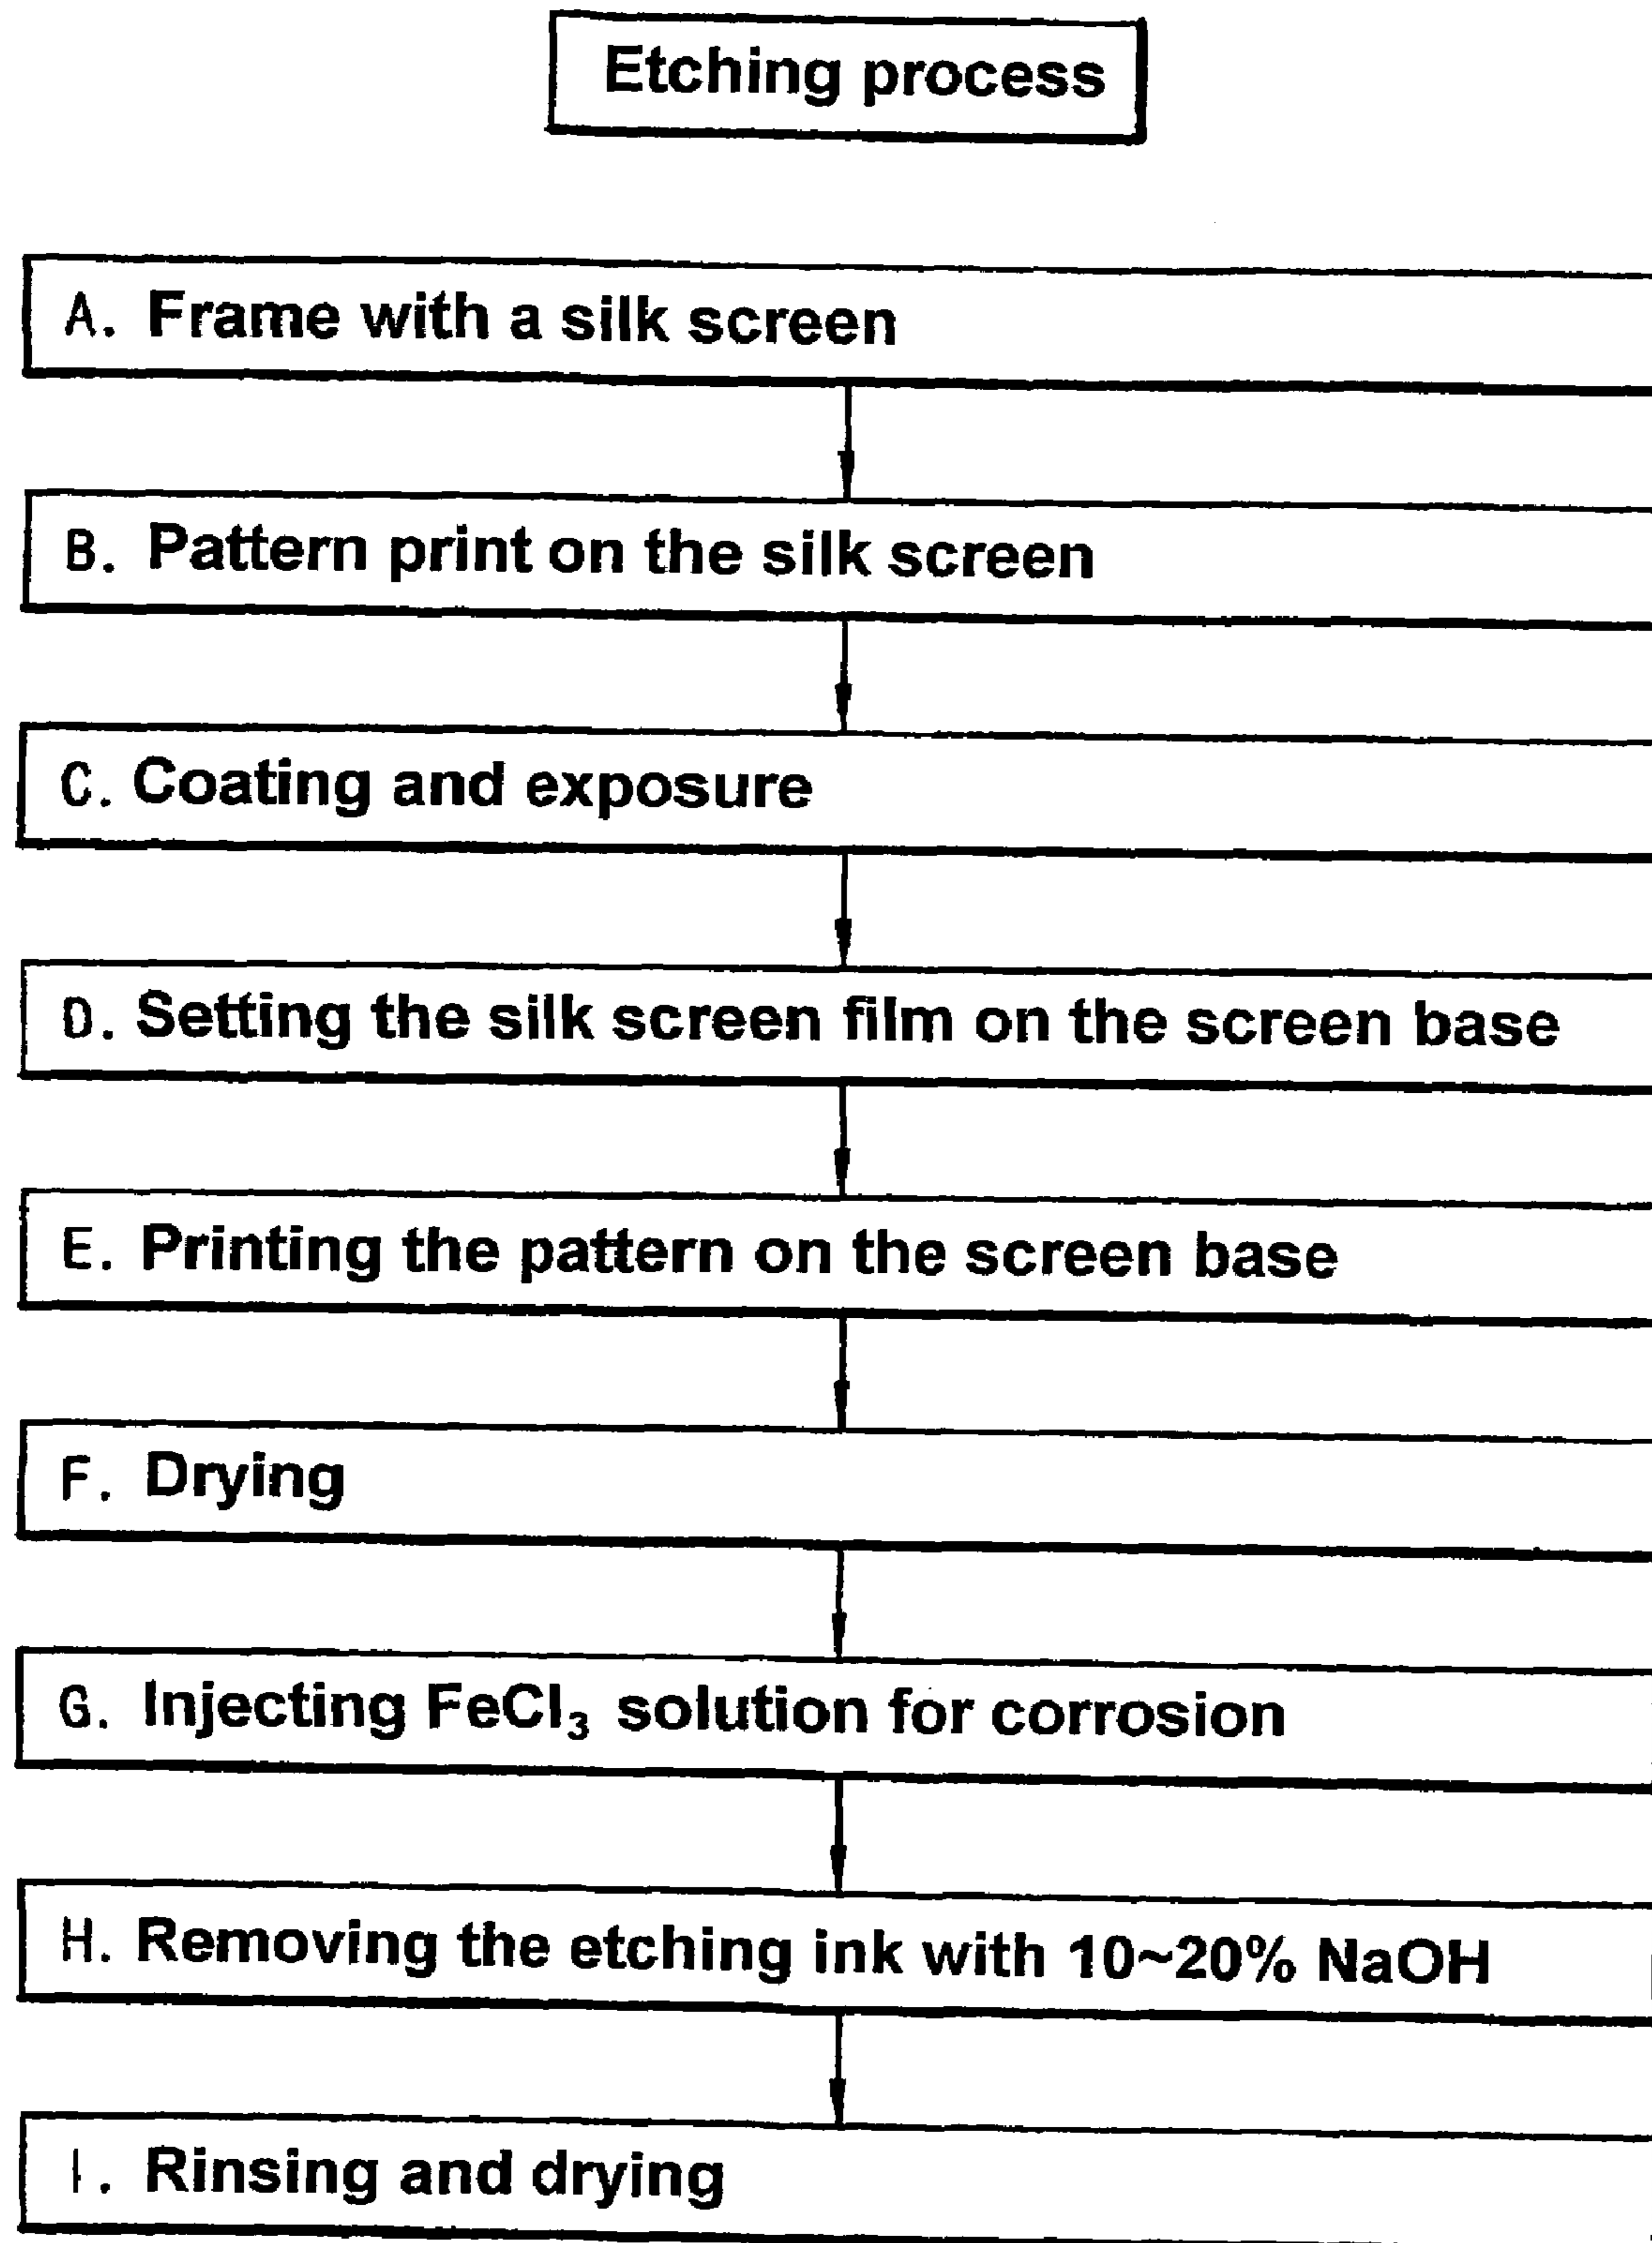 Etching process
A. Frame with a silk screen
B. Pattern print on the silk screen
C. Coating and exposure
D. Setting the silk screen film on the screen base
E. Printing the pattern on the screen base
F. Drying
G. Injecting FeCl₃ solution for corrosion
H. Removing the etching ink with 10~20% NaOH
I. Rinsing and drying